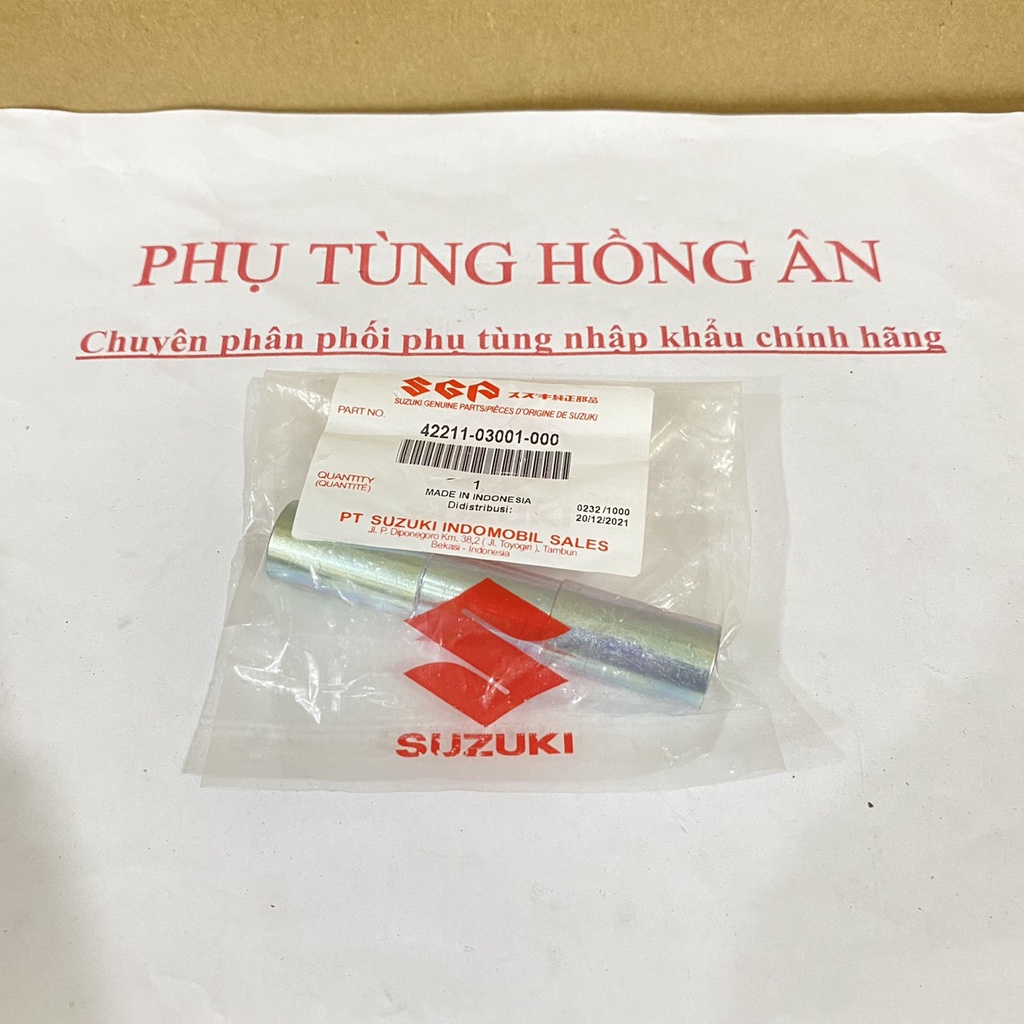 PHỤ TÙNG HỒNG ÂN
Chuyên phân phối phụ tùng nhập khẩu chính hãng
SGP スズキ純正部品
SUZUKI GENUINE PARTS/PIÈCES D'ORIGINE DE SUZUKI
PART NO.
42211-03001-000
QUANTITY
(QUANTITÉ)
1
MADE IN INDONESIA
Didistribusi:
0232/1000
20/12/2021
PT SUZUKI INDOMOBIL SALES
Jl. P. Diponegoro Km. 38,2 ( Jl. Toyogiri ), Tambun
Bekasi - Indonesia
SUZUKI